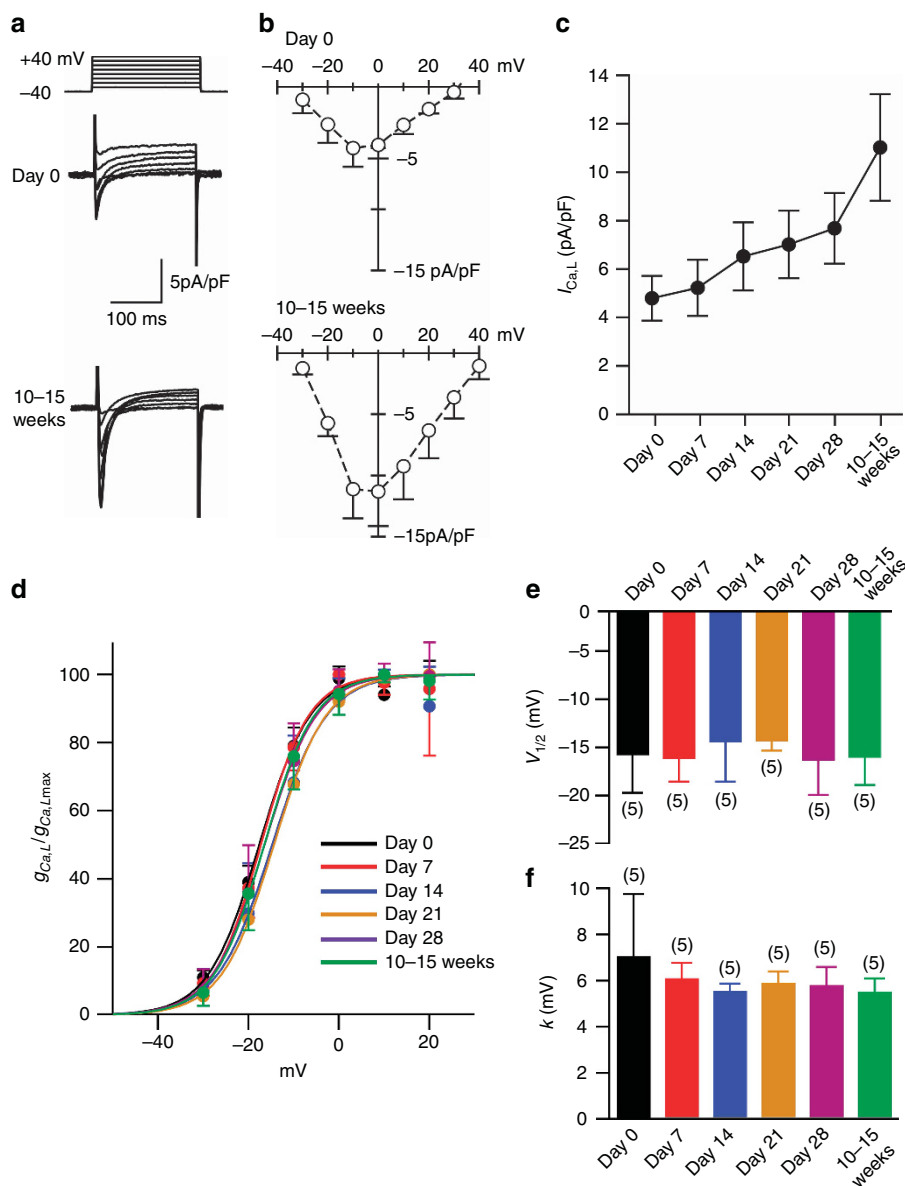 a
+40 mV
−40
Day 0
5pA/pF
100 ms
10–15
weeks
b
Day 0
−40 −20 0 20 40 mV
−5
−15 pA/pF
10–15 weeks
−40 −20 0 20 40 mV
−5
−15pA/pF
c
14
12
10
8
6
4
2
0
I Ca,L (pA/pF)
Day 0
Day 7
Day 14
Day 21
Day 28
10–15
weeks
d
100
80
60
40
20
0
gCa,L/gCa,Lmax
−40 −20 0 20
mV
Day 0
Day 7
Day 14
Day 21
Day 28
10–15 weeks
e
Day 0
Day 7
Day 14
Day 21
Day 28
10–15
weeks
0
−5
−10
−15
−20
−25
V1/2 (mV)
(5) (5) (5) (5) (5) (5)
f
10
8
6
4
2
0
k (mV)
(5) (5) (5) (5) (5) (5)
Day 0
Day 7
Day 14
Day 21
Day 28
10–15
weeks